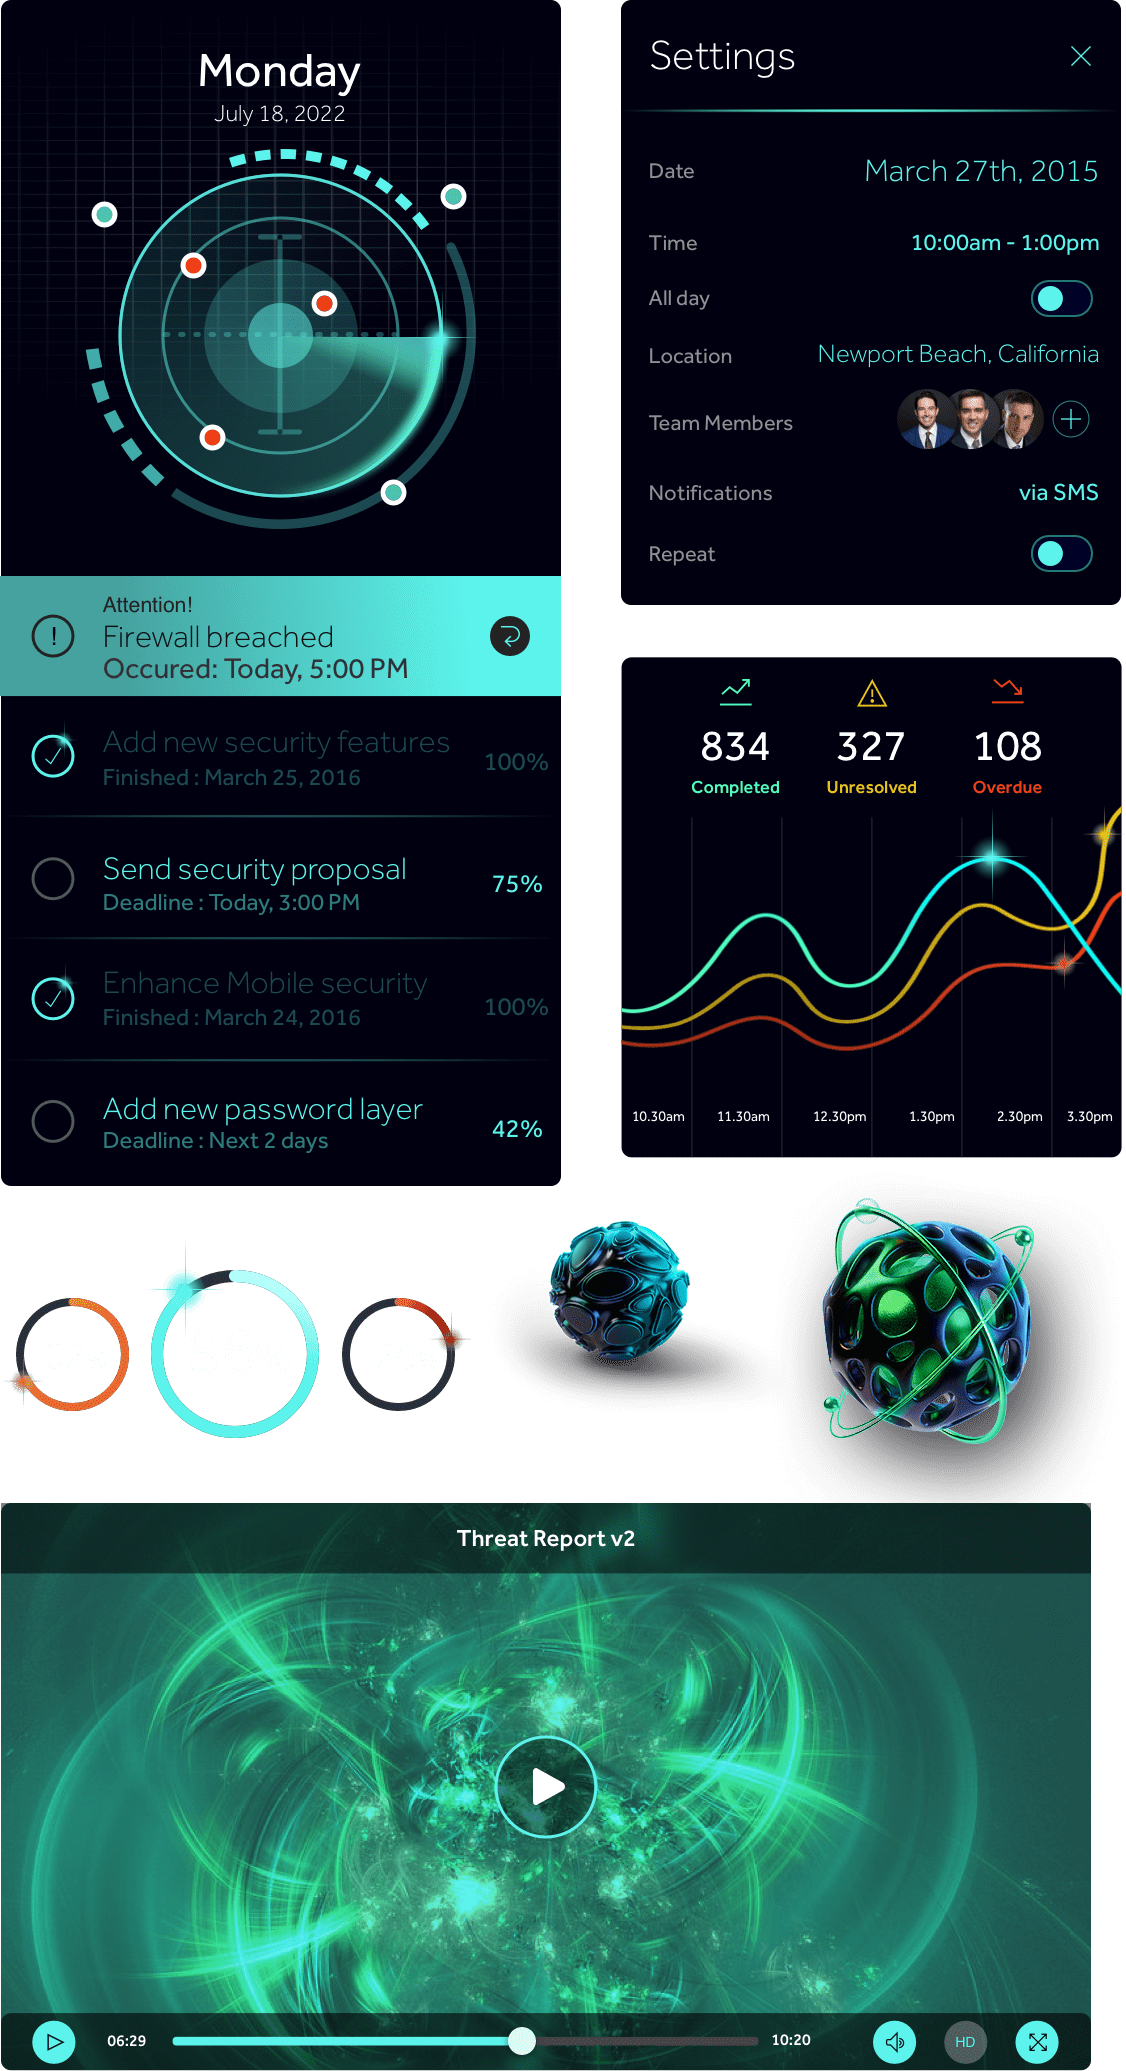 Monday
July 18, 2022
Attention!
Firewall breached
Occured: Today, 5:00 PM
Add new security features
Finished : March 25, 2016
100%
Send security proposal
Deadline : Today, 3:00 PM
75%
Enhance Mobile security
Finished : March 24, 2016
100%
Add new password layer
Deadline : Next 2 days
42%
Settings
Date March 27th, 2015
Time 10:00am - 1:00pm
All day
Location Newport Beach, California
Team Members
Notifications via SMS
Repeat
834 327 108
Completed Unresolved Overdue
10.30am 11.30am 12.30pm 1.30pm 2.30pm 3.30pm
Threat Report v2
06:29 10:20 HD